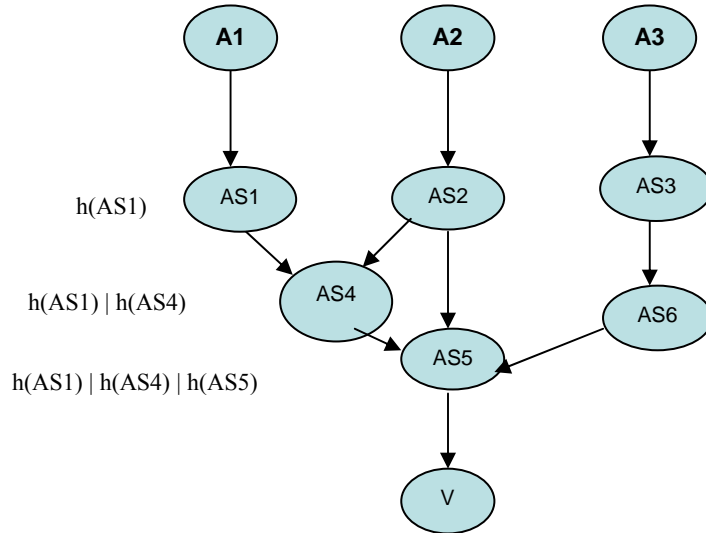 A1
A2
A3
AS1
AS2
AS3
h(AS1)
AS4
h(AS1) | h(AS4)
AS6
AS5
h(AS1) | h(AS4) | h(AS5)
V